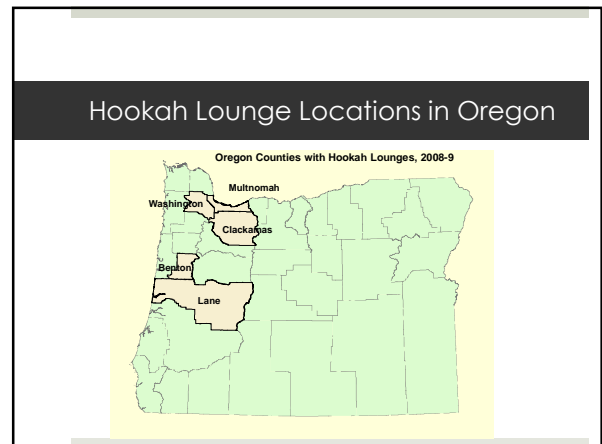 Hookah Lounge Locations in Oregon
Oregon Counties with Hookah Lounges, 2008-9
Multnomah
Washington
Clackamas
Benton
Lane